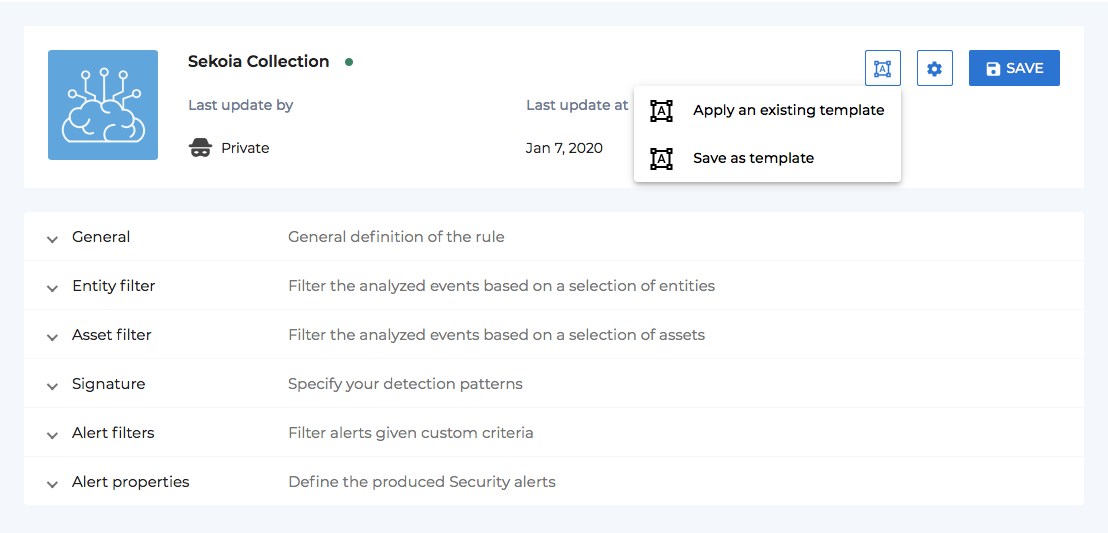 Sekoia Collection
SAVE
Last update by
Last update at
Private
Jan 7, 2020
A Apply an existing template
A Save as template
General General definition of the rule
Entity filter Filter the analyzed events based on a selection of entities
Asset filter Filter the analyzed events based on a selection of assets
Signature Specify your detection patterns
Alert filters Filter alerts given custom criteria
Alert properties Define the produced Security alerts